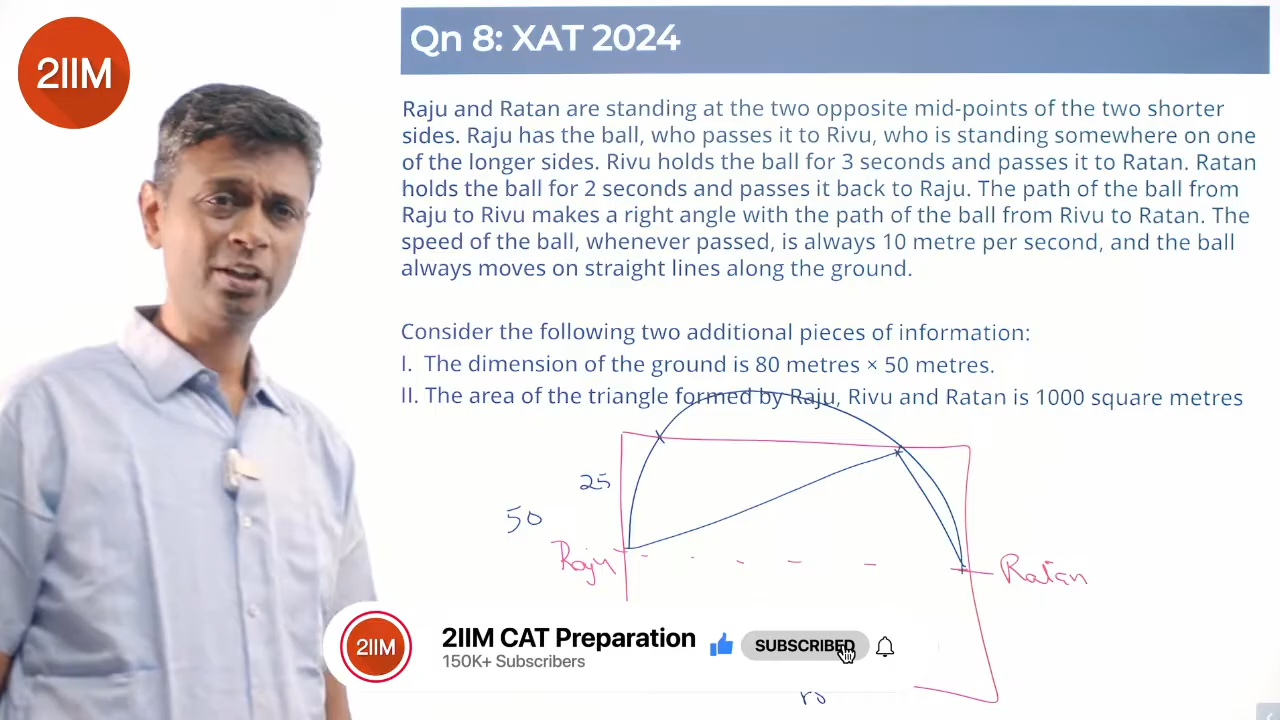 2IIM
Qn 8: XAT 2024
Raju and Ratan are standing at the two opposite mid-points of the two shorter
sides. Raju has the ball, who passes it to Rivu, who is standing somewhere on one
of the longer sides. Rivu holds the ball for 3 seconds and passes it to Ratan. Ratan
holds the ball for 2 seconds and passes it back to Raju. The path of the ball from
Raju to Rivu makes a right angle with the path of the ball from Rivu to Ratan. The
speed of the ball, whenever passed, is always 10 metre per second, and the ball
always moves on straight lines along the ground.
Consider the following two additional pieces of information:
I. The dimension of the ground is 80 metres × 50 metres.
II. The area of the triangle formed by Raju, Rivu and Ratan is 1000 square metres
25
50
Raju
Ratan
2IIM
2IIM CAT Preparation
150K+ Subscribers
SUBSCRIBED